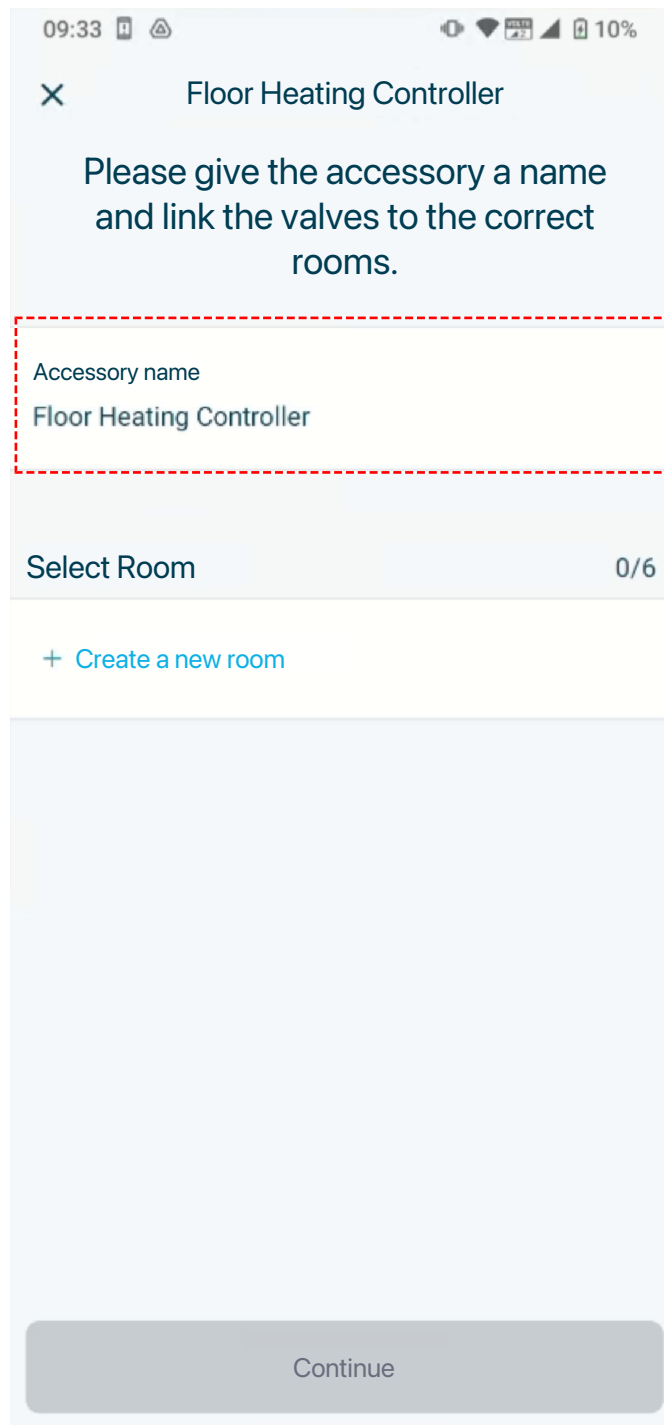 09:33 10%
Floor Heating Controller
Please give the accessory a name
and link the valves to the correct
rooms.
Accessory name
Floor Heating Controller
Select Room 0/6
+ Create a new room
Continue